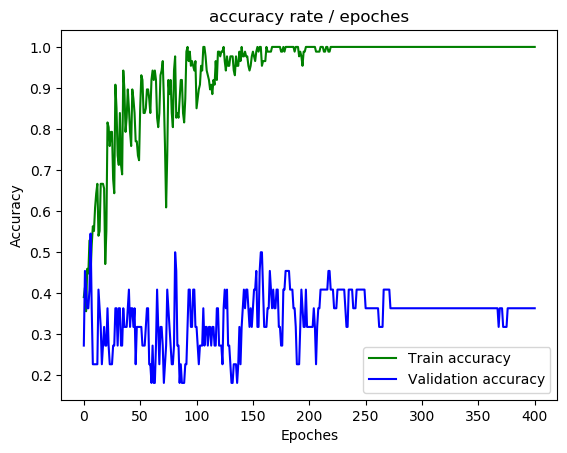 accuracy rate / epoches
1.0
0.9
0.8
0.7
0.6
0.5
0.4
0.3
0.2
Accuracy
0 50 100 150 200 250 300 350 400
Epoches
Train accuracy
Validation accuracy